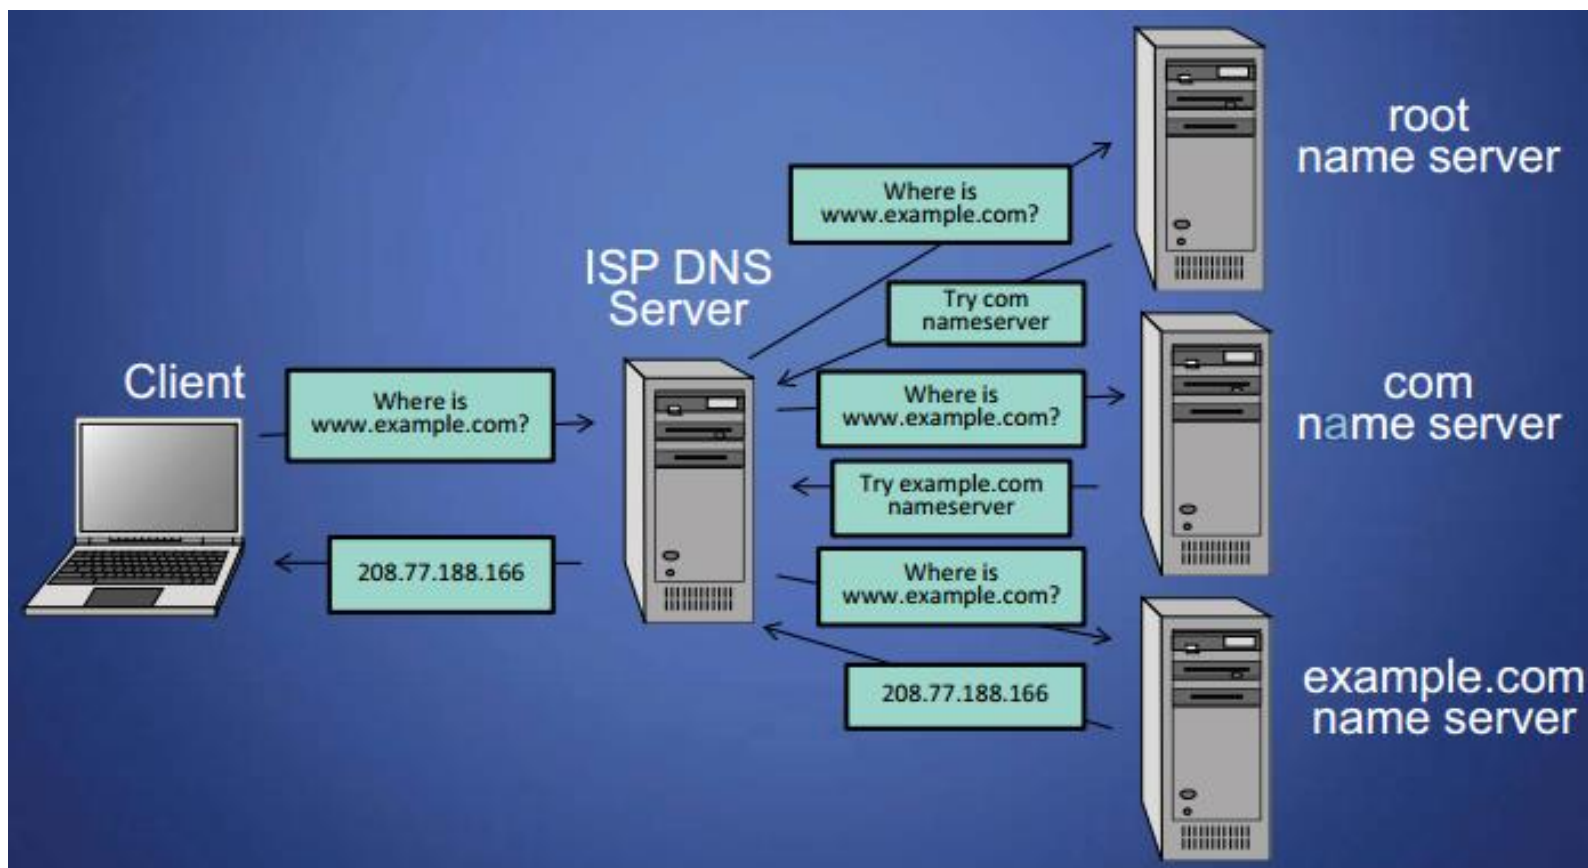 Client
Where is
www.example.com?
208.77.188.166
ISP DNS
Server
Where is
www.example.com?
Try com
nameserver
Where is
www.example.com?
Try example.com
nameserver
Where is
www.example.com?
208.77.188.166
root
name server
com
name server
example.com
name server